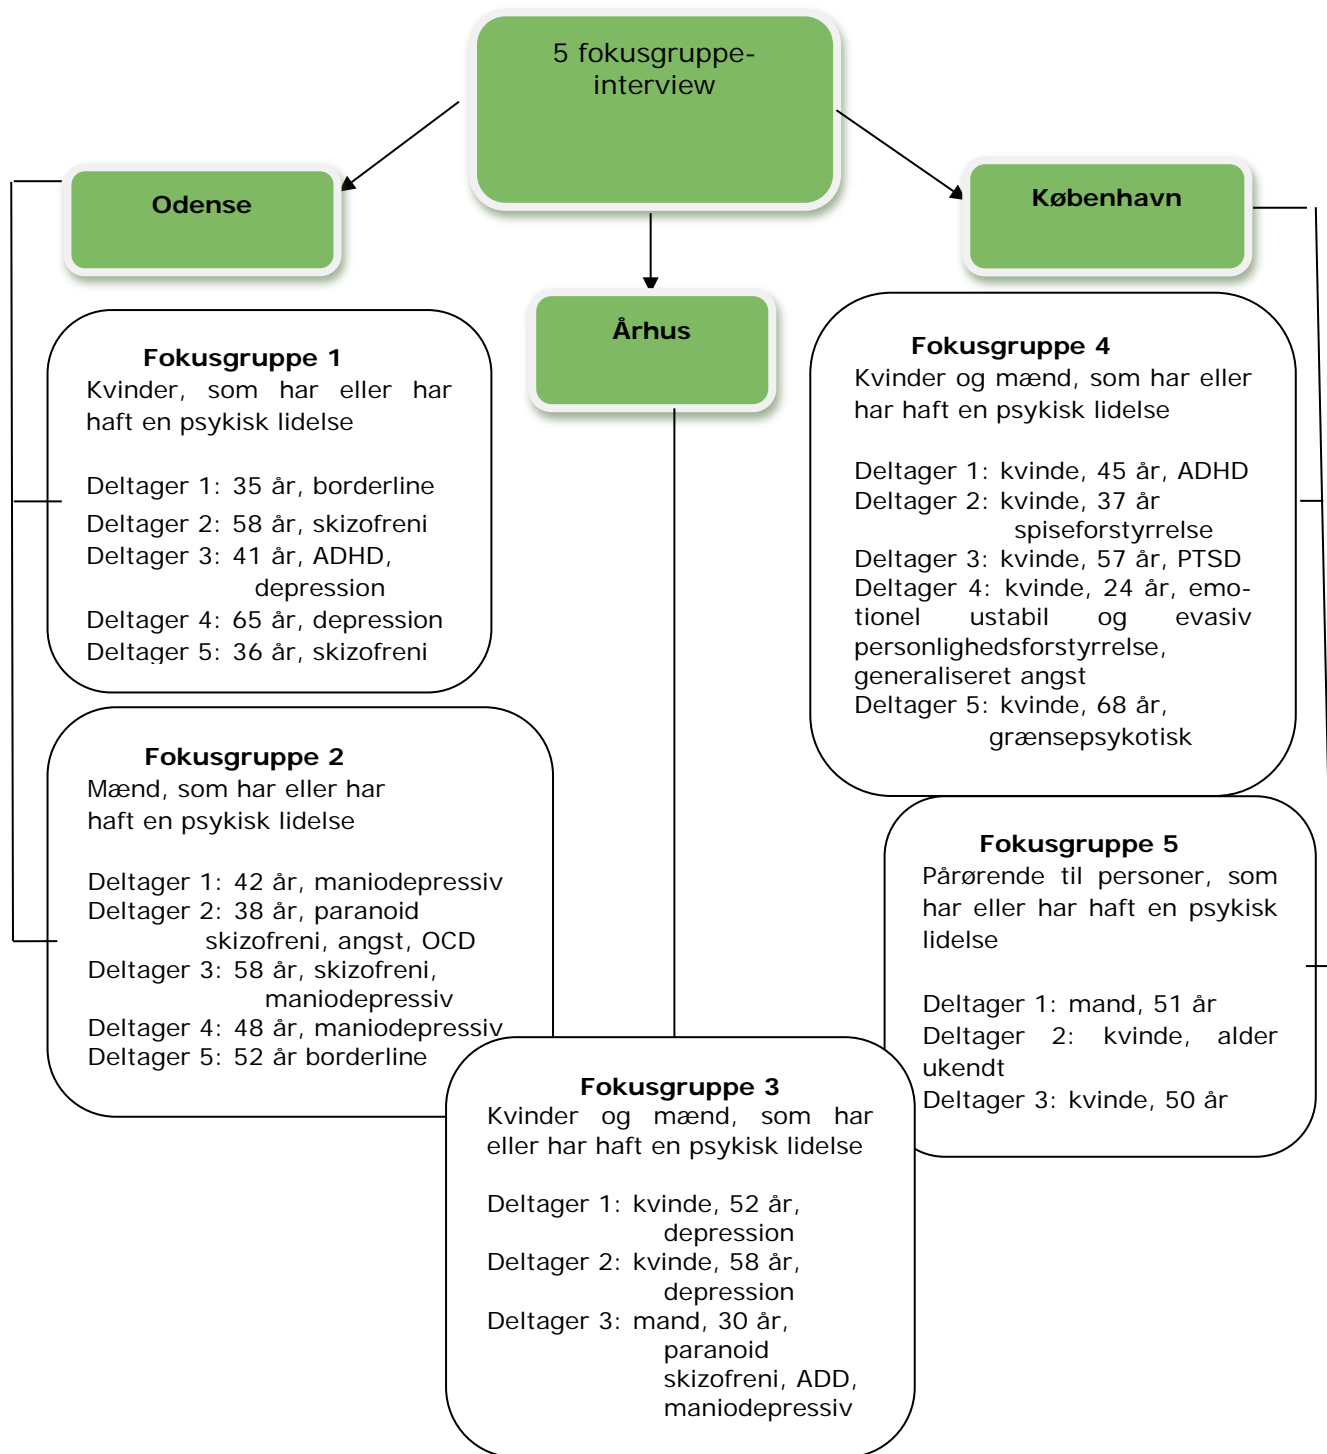 5 fokusgruppe-
interview
Odense
København
Århus
Fokusgruppe 1
Kvinder, som har eller har
haft en psykisk lidelse
Deltager 1: 35 år, borderline
Deltager 2: 58 år, skizofreni
Deltager 3: 41 år, ADHD,
depression
Deltager 4: 65 år, depression
Deltager 5: 36 år, skizofreni
Fokusgruppe 2
Mænd, som har eller har
haft en psykisk lidelse
Deltager 1: 42 år, maniodepressiv
Deltager 2: 38 år, paranoid
skizofreni, angst, OCD
Deltager 3: 58 år, skizofreni,
maniodepressiv
Deltager 4: 48 år, maniodepressiv
Deltager 5: 52 år borderline
Fokusgruppe 3
Kvinder og mænd, som har
eller har haft en psykisk lidelse
Deltager 1: kvinde, 52 år,
depression
Deltager 2: kvinde, 58 år,
depression
Deltager 3: mand, 30 år,
paranoid
skizofreni, ADD,
maniodepressiv
Fokusgruppe 4
Kvinder og mænd, som har eller
har haft en psykisk lidelse
Deltager 1: kvinde, 45 år, ADHD
Deltager 2: kvinde, 37 år
spiseforstyrrelse
Deltager 3: kvinde, 57 år, PTSD
Deltager 4: kvinde, 24 år, emo-
tionel ustabil og evasiv
personlighedsforstyrrelse,
generaliseret angst
Deltager 5: kvinde, 68 år,
grænsepsykotisk
Fokusgruppe 5
Pårørende til personer, som
har eller har haft en psykisk
lidelse
Deltager 1: mand, 51 år
Deltager 2: kvinde, alder
ukendt
Deltager 3: kvinde, 50 år